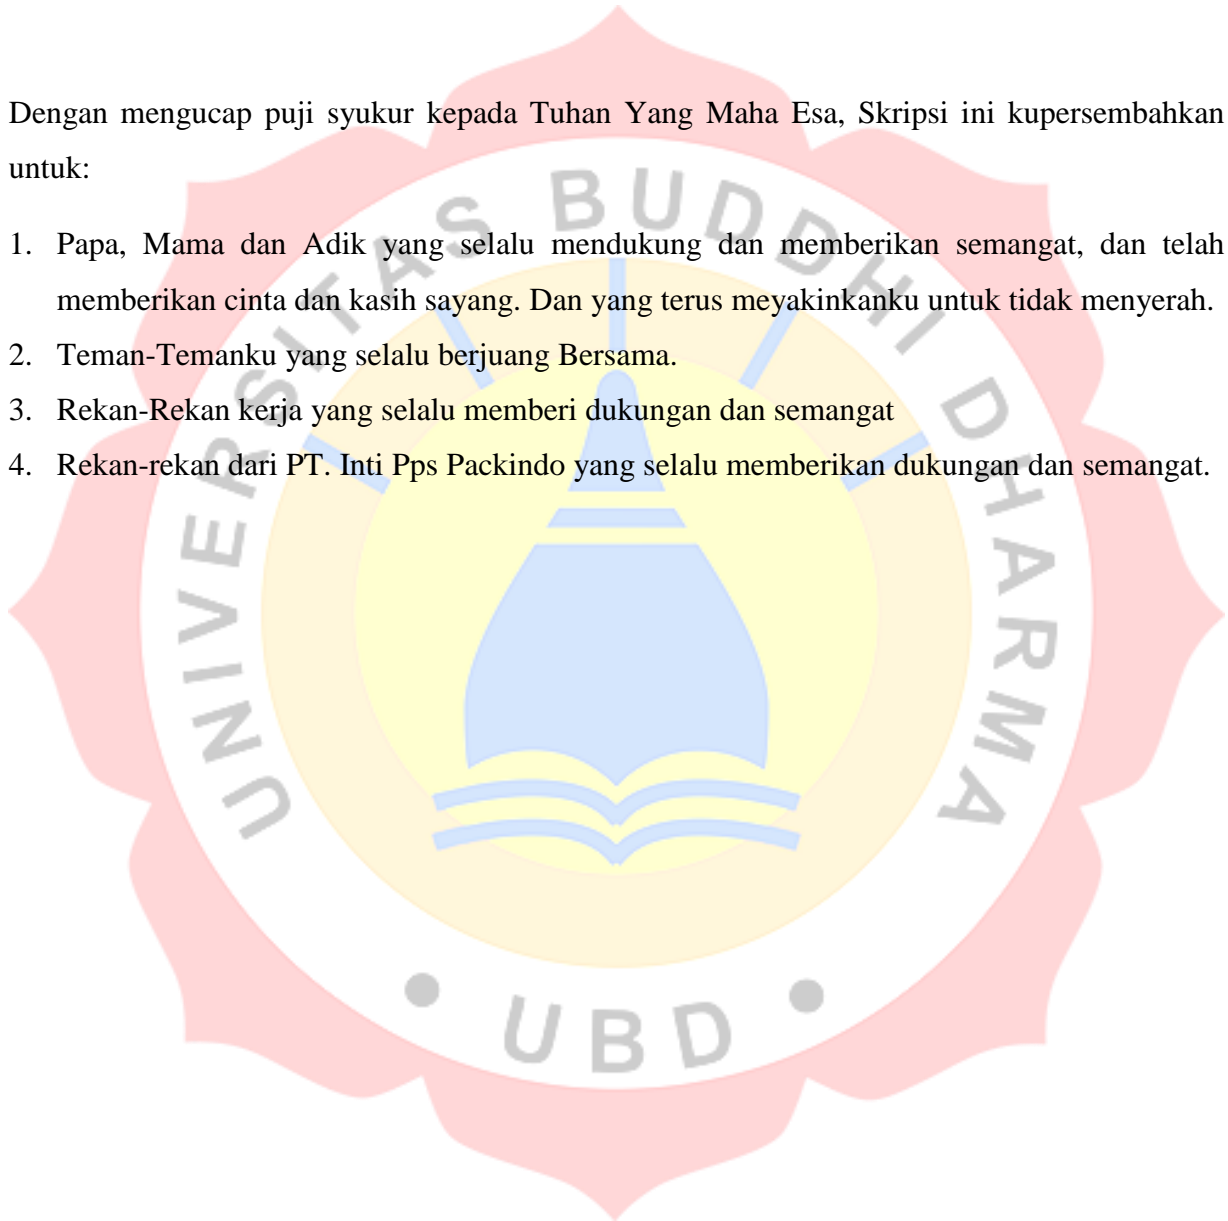 Dengan mengucap puji syukur kepada Tuhan Yang Maha Esa, Skripsi ini kupersembahkan
untuk:
1. Papa, Mama dan Adik yang selalu mendukung dan memberikan semangat, dan telah
memberikan cinta dan kasih sayang. Dan yang terus meyakinkanku untuk tidak menyerah.
2. Teman-Temanku yang selalu berjuang Bersama.
3. Rekan-Rekan kerja yang selalu memberi dukungan dan semangat
4. Rekan-rekan dari PT. Inti Pps Packindo yang selalu memberikan dukungan dan semangat.
UNIVERSITAS BUDDHI DHARMA
• UBD •